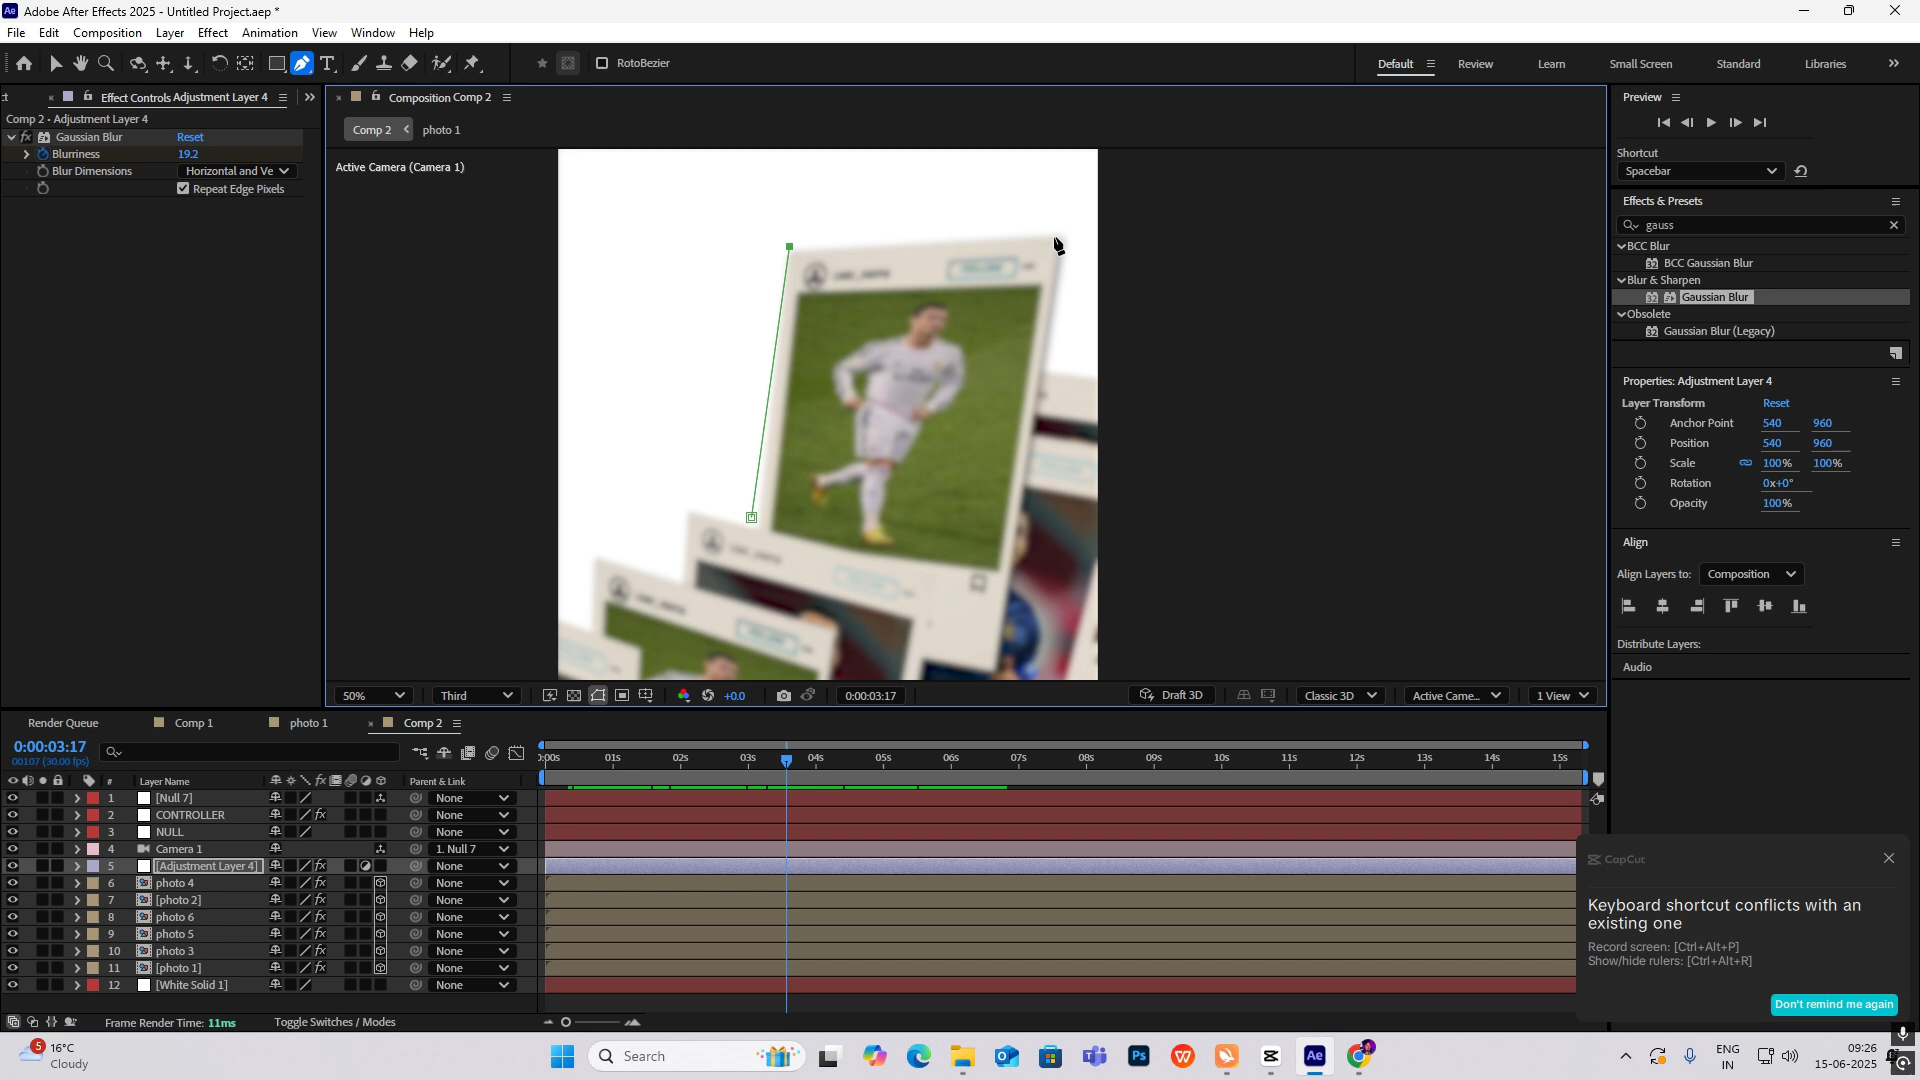 Adobe After Effects 2025 - Untitled Project.aep *
File Edit Composition Layer Effect Animation View Window Help
RotoBezier
Default Review Learn Small Screen Standard Libraries
Effect Controls Adjustment Layer 4
Comp 2 • Adjustment Layer 4
Gaussian Blur Reset
Blurriness 19.2
Blur Dimensions Horizontal and Ve
Repeat Edge Pixels
Composition Comp 2
Comp 2 photo 1
Active Camera (Camera 1)
FOLLOW
50% Third +0.0 0:00:03:17 Draft 3D Classic 3D Active Came... 1 View
Preview
Shortcut
Spacebar
Effects & Presets
gauss
BCC Blur
BCC Gaussian Blur
Blur & Sharpen
Gaussian Blur
Obsolete
Gaussian Blur (Legacy)
Properties: Adjustment Layer 4
Layer Transform Reset
Anchor Point 540 960
Position 540 960
Scale 100% 100%
Rotation 0x+0°
Opacity 100%
Align
Align Layers to: Composition
Distribute Layers:
Audio
Render Queue Comp 1 photo 1 Comp 2
0:00:03:17
00107 (30.00 fps)
0:00s 01s 02s 03s 04s 05s 06s 07s 08s 09s 10s 11s 12s 13s 14s 15s
# Layer Name Parent & Link
1 [Null 7] None
2 CONTROLLER None
3 NULL None
4 Camera 1 1. Null 7
5 [Adjustment Layer 4] None
6 photo 4 None
7 [photo 2] None
8 photo 6 None
9 photo 5 None
10 photo 3 None
11 [photo 1] None
12 [White Solid 1] None
Frame Render Time: 11ms Toggle Switches / Modes
CapCut
Keyboard shortcut conflicts with an
existing one
Record screen: [Ctrl+Alt+P]
Show/hide rulers: [Ctrl+Alt+R]
Don't remind me again
5
16°C
Cloudy
Search
Ps
Ae
ENG
IN
09:26
15-06-2025